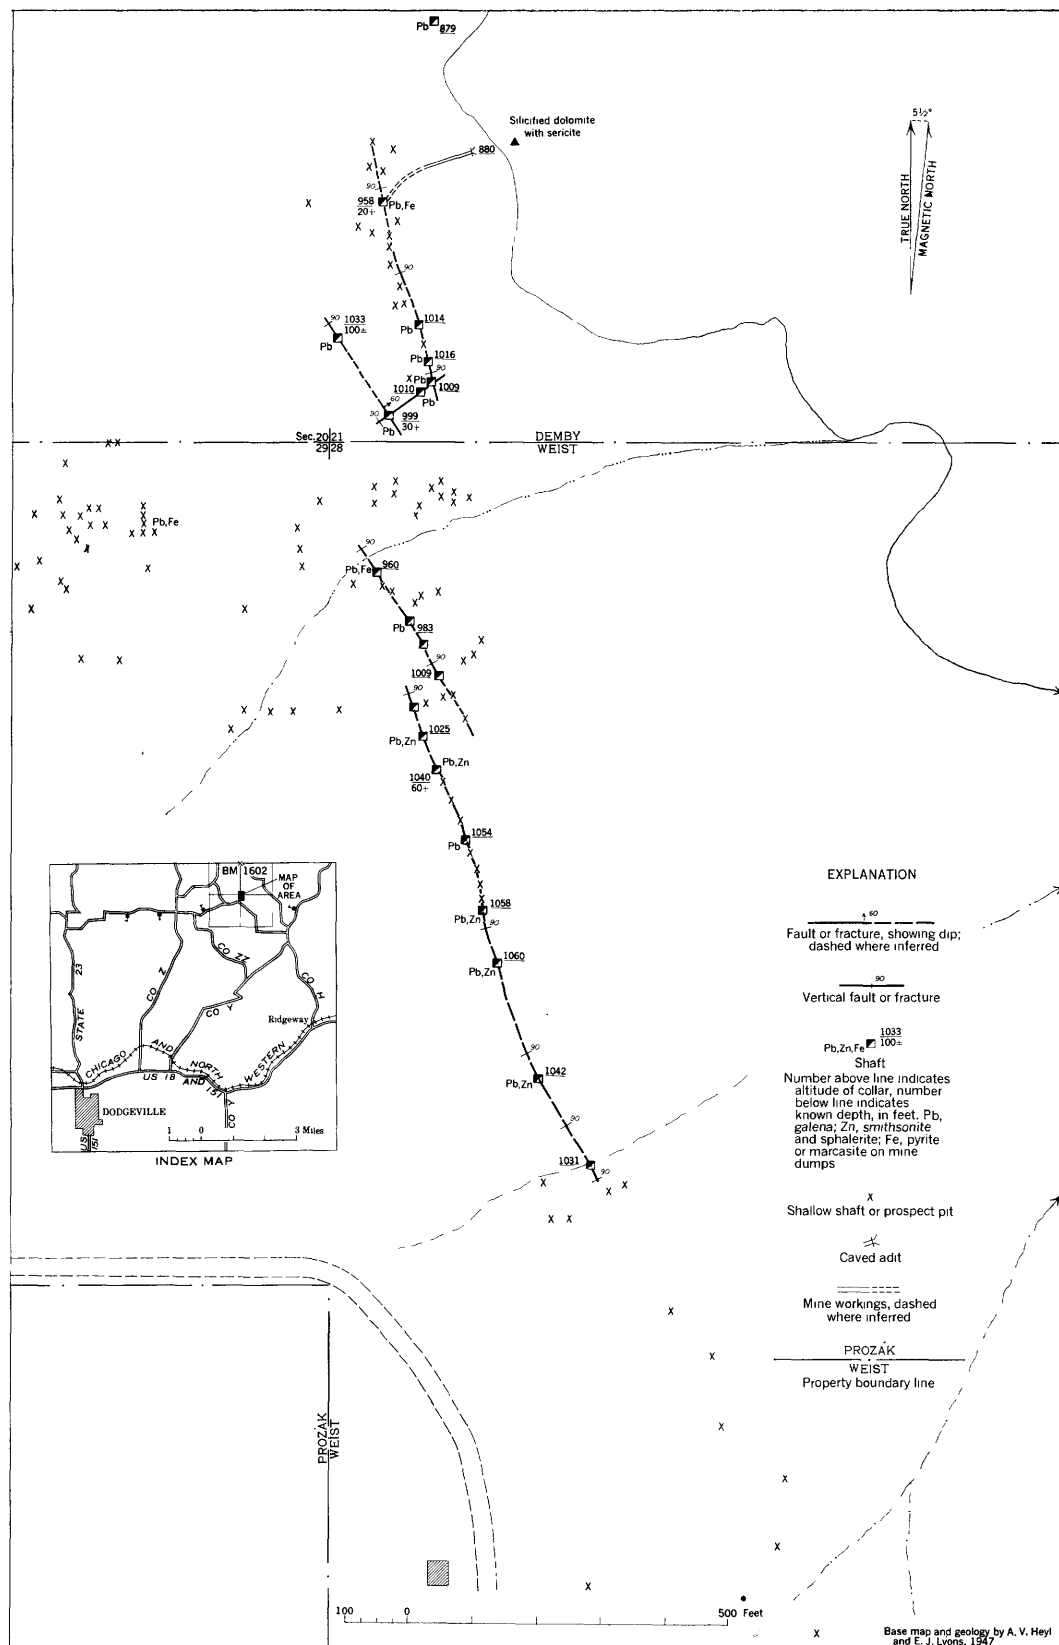 Pb 879
Silicified dolomite
with sericite
5½°
TRUE NORTH
MAGNETIC NORTH
880
90
958
20+
Pb,Fe
90
90
1033
100±
Pb
1014
Pb
1016
Pb
90
Pb
1009
1010
Pb
60
999
30+
90
Pb
Sec. 20 21
29 28
DEMBY
WEIST
Pb,Fe
90
960
Pb,Fe
Pb
983
90
1009
90
1025
Pb,Zn
Pb,Zn
1040
60+
1054
Pb
1058
Pb,Zn
90
1060
Pb,Zn
90
1042
Pb,Zn
90
1031
90
BM 1602
MAP
OF
AREA
STATE 23
CO Z
CO ZZ
CO Y
CO H
Ridgeway
CHICAGO AND NORTH WESTERN
US 18 AND 151
DODGEVILLE
US 151
CO Y
1 0 3 Miles
INDEX MAP
EXPLANATION
60
Fault or fracture, showing dip;
dashed where inferred
90
Vertical fault or fracture
Pb,Zn,Fe
1033
100±
Shaft
Number above line indicates
altitude of collar, number
below line indicates
known depth, in feet. Pb,
galena; Zn, smithsonite
and sphalerite; Fe, pyrite
or marcasite on mine
dumps
x
Shallow shaft or prospect pit
Caved adit
Mine workings, dashed
where inferred
PROZAK
WEIST
Property boundary line
PROZAK
WEIST
100 0 500 Feet
Base map and geology by A. V. Heyl
and E. J. Lyons, 1947